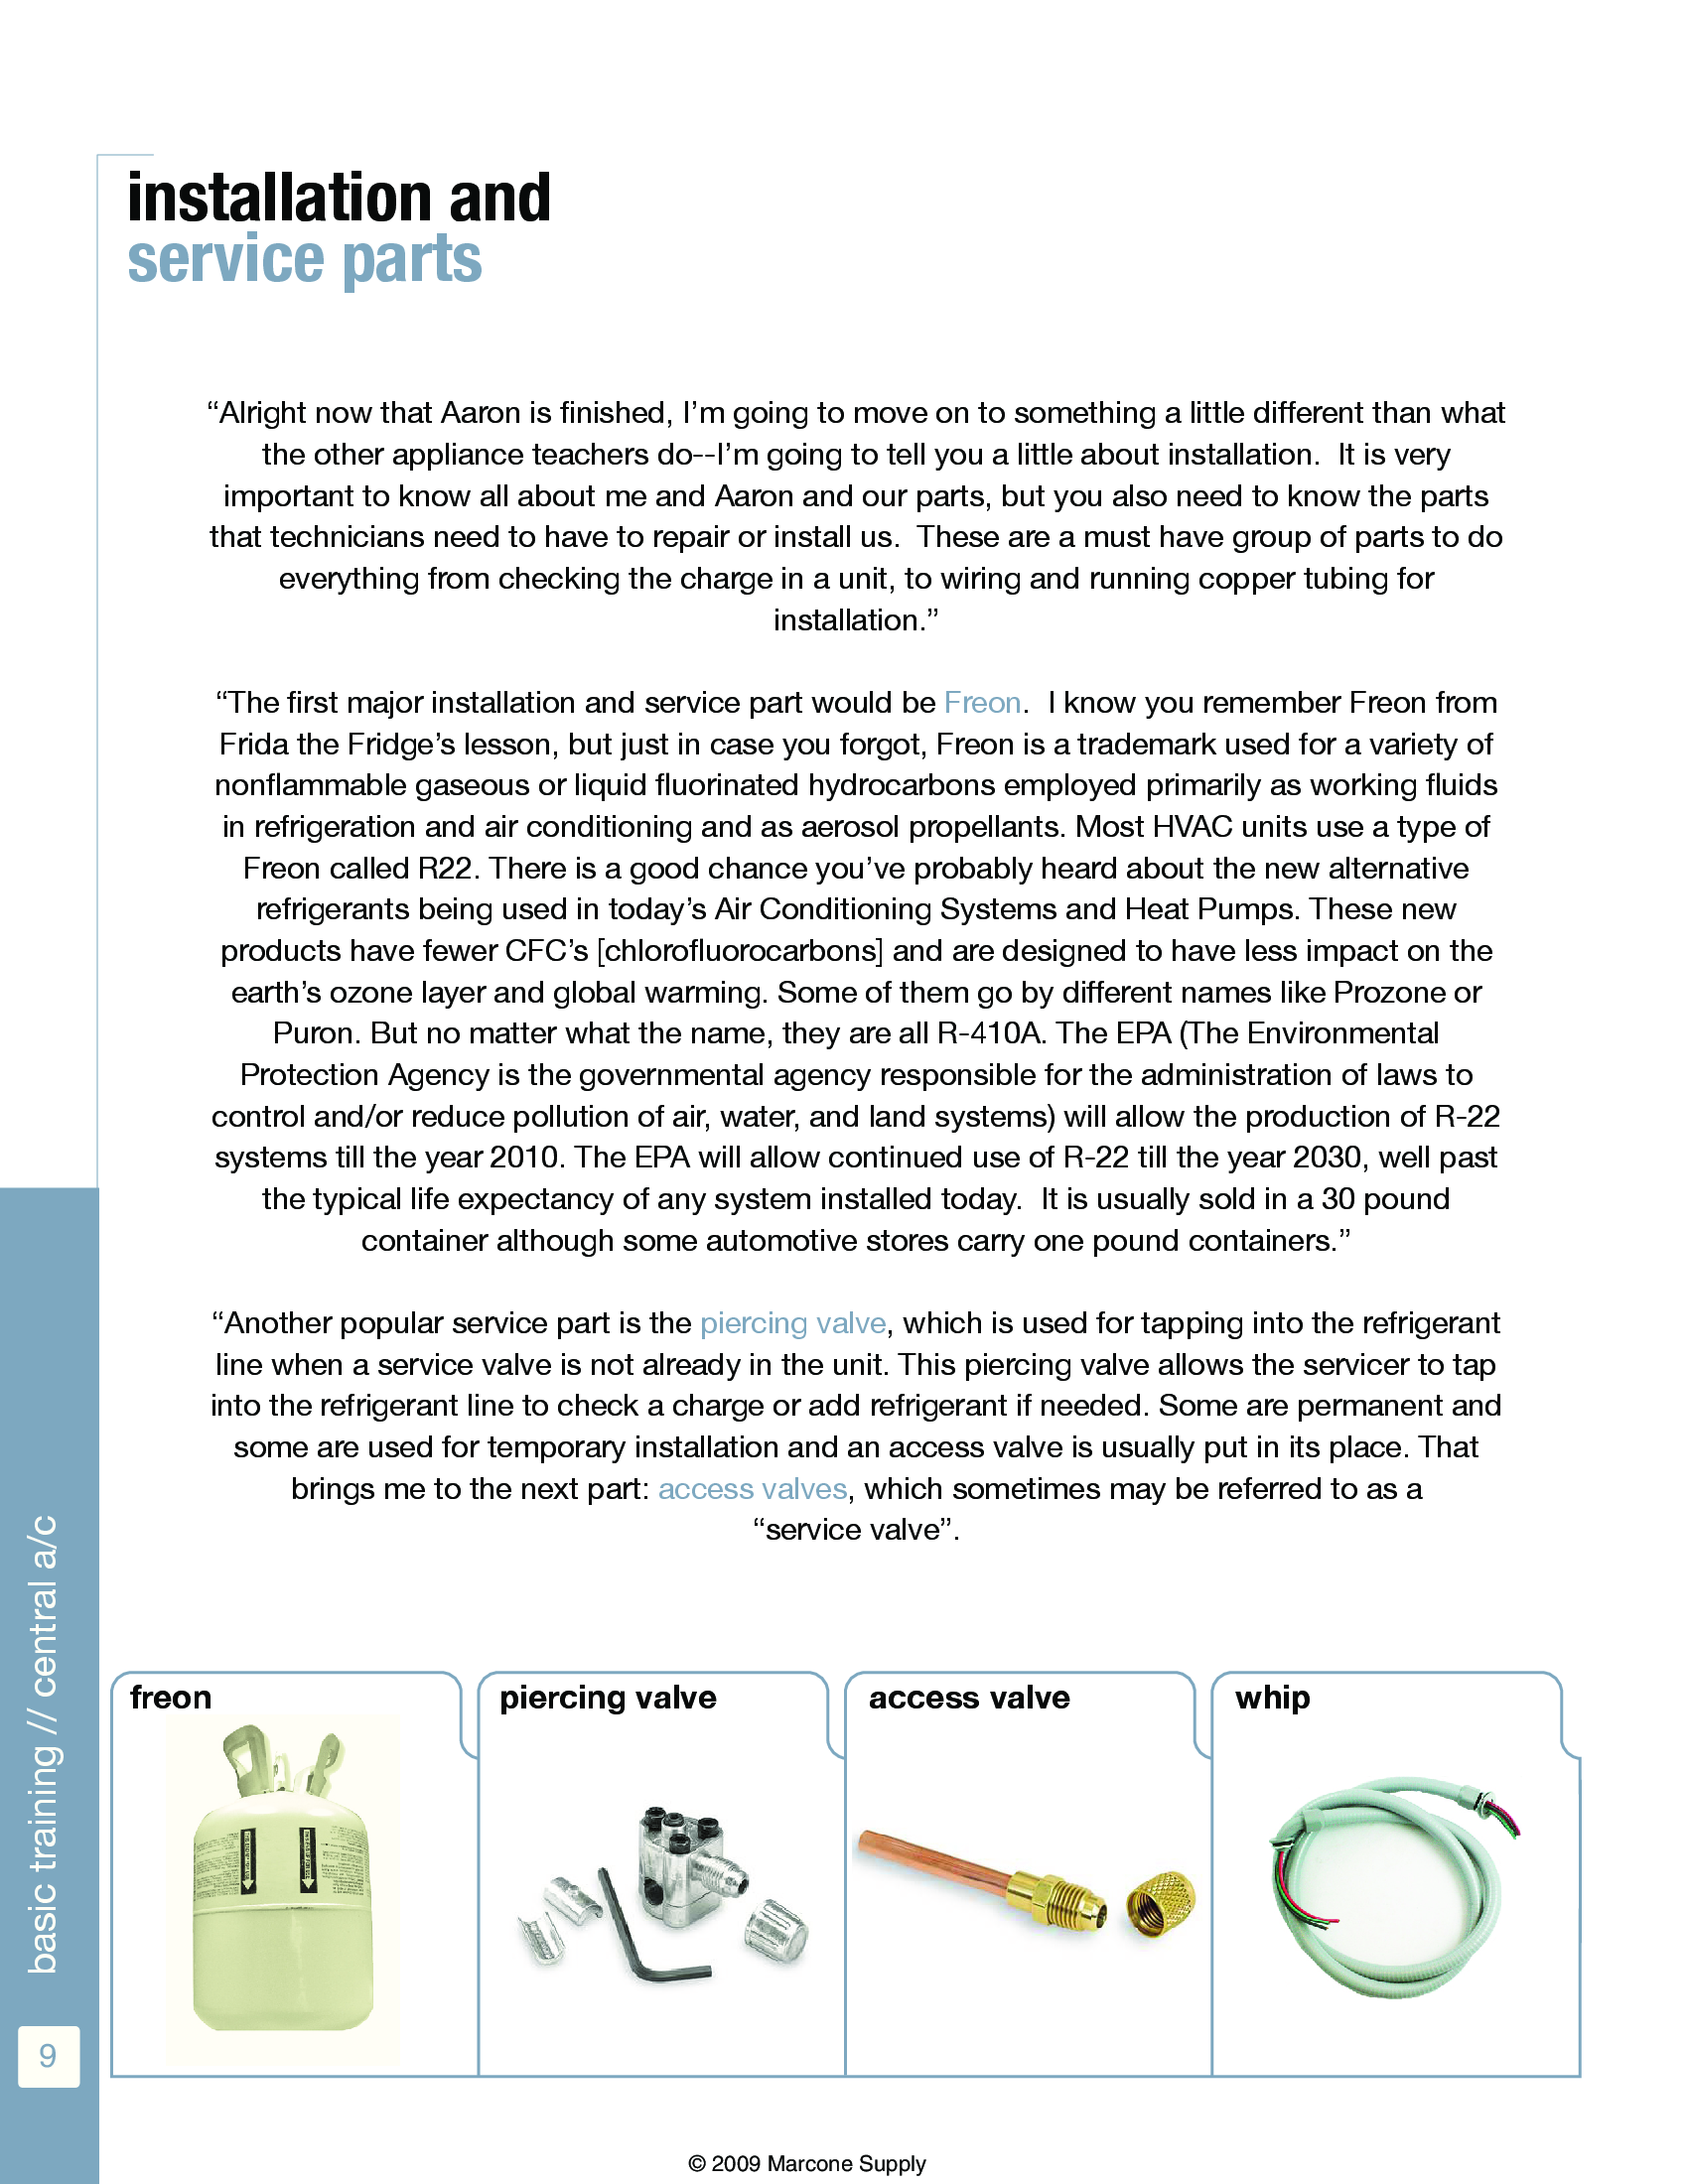 installation and
service parts
“Alright now that Aaron is finished, I’m going to move on to something a little different than what
the other appliance teachers do--I’m going to tell you a little about installation.  It is very
important to know all about me and Aaron and our parts, but you also need to know the parts
that technicians need to have to repair or install us.  These are a must have group of parts to do
everything from checking the charge in a unit, to wiring and running copper tubing for
installation.”
“The first major installation and service part would be Freon.  I know you remember Freon from
Frida the Fridge’s lesson, but just in case you forgot, Freon is a trademark used for a variety of
nonflammable gaseous or liquid fluorinated hydrocarbons employed primarily as working fluids
in refrigeration and air conditioning and as aerosol propellants. Most HVAC units use a type of
Freon called R22. There is a good chance you’ve probably heard about the new alternative
refrigerants being used in today’s Air Conditioning Systems and Heat Pumps. These new
products have fewer CFC’s [chlorofluorocarbons] and are designed to have less impact on the
earth’s ozone layer and global warming. Some of them go by different names like Prozone or
Puron. But no matter what the name, they are all R-410A. The EPA (The Environmental
Protection Agency is the governmental agency responsible for the administration of laws to
control and/or reduce pollution of air, water, and land systems) will allow the production of R-22
systems till the year 2010. The EPA will allow continued use of R-22 till the year 2030, well past
the typical life expectancy of any system installed today.  It is usually sold in a 30 pound
container although some automotive stores carry one pound containers.”
“Another popular service part is the piercing valve, which is used for tapping into the refrigerant
line when a service valve is not already in the unit. This piercing valve allows the servicer to tap
into the refrigerant line to check a charge or add refrigerant if needed. Some are permanent and
some are used for temporary installation and an access valve is usually put in its place. That
brings me to the next part: access valves, which sometimes may be referred to as a
“service valve”.
basic training // central a/c
9
freon
piercing valve
access valve
whip
© 2009 Marcone Supply